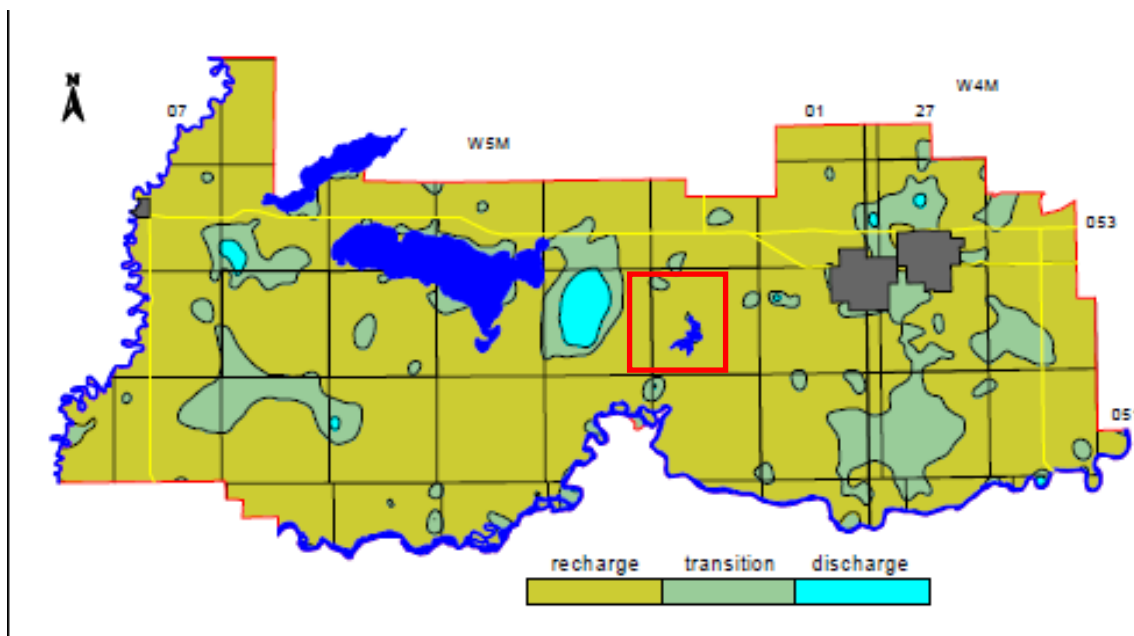 N
W4M
07
01
27
W5M
053
05
recharge
transition
discharge